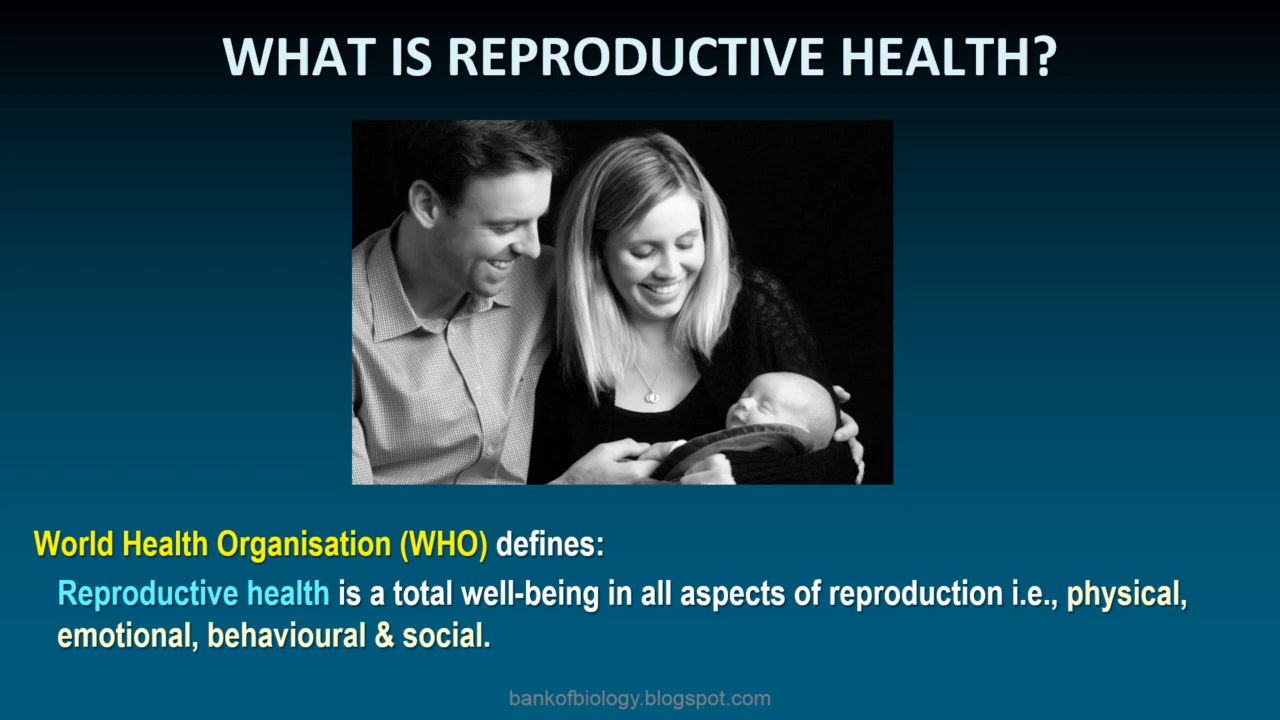 WHAT IS REPRODUCTIVE HEALTH?
World Health Organisation (WHO) defines:
Reproductive health is a total well-being in all aspects of reproduction i.e., physical,
emotional, behavioural & social.
bankofbiology.blogspot.com